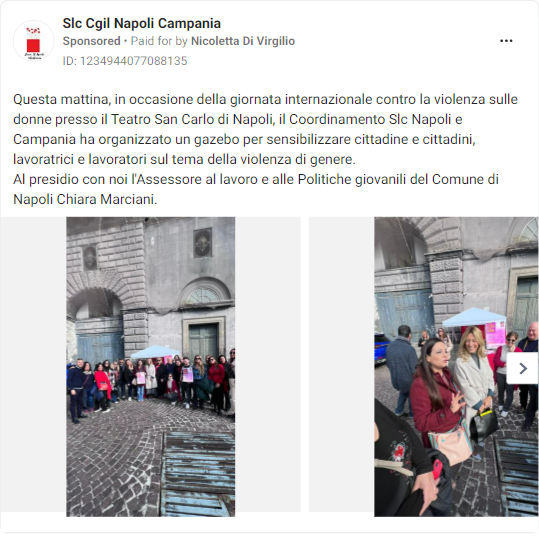 Slc Cgil Napoli Campania
Sponsored • Paid for by Nicoletta Di Virgilio
ID: 1234944077088135
Questa mattina, in occasione della giornata internazionale contro la violenza sulle
donne presso il Teatro San Carlo di Napoli, il Coordinamento Slc Napoli e
Campania ha organizzato un gazebo per sensibilizzare cittadine e cittadini,
lavoratrici e lavoratori sul tema della violenza di genere.
Al presidio con noi l'Assessore al lavoro e alle Politiche giovanili del Comune di
Napoli Chiara Marciani.